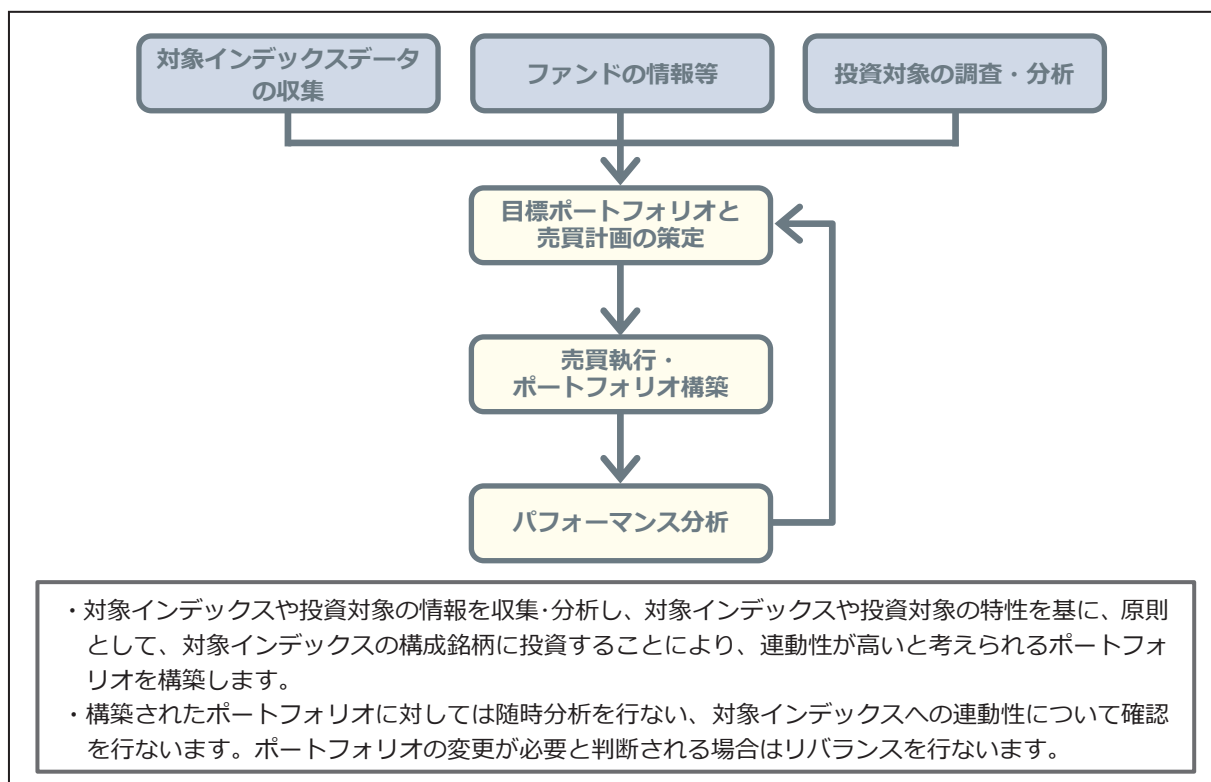 対象インデックスデータ
の収集
ファンドの情報等
投資対象の調査・分析
目標ポートフォリオと
売買計画の策定
売買執行・
ポートフォリオ構築
パフォーマンス分析
・対象インデックスや投資対象の情報を収集･分析し、対象インデックスや投資対象の特性を基に、原則
として、対象インデックスの構成銘柄に投資することにより、連動性が高いと考えられるポートフォ
リオを構築します。
・構築されたポートフォリオに対しては随時分析を行ない、対象インデックスへの連動性について確認
を行ないます。ポートフォリオの変更が必要と判断される場合はリバランスを行ないます。